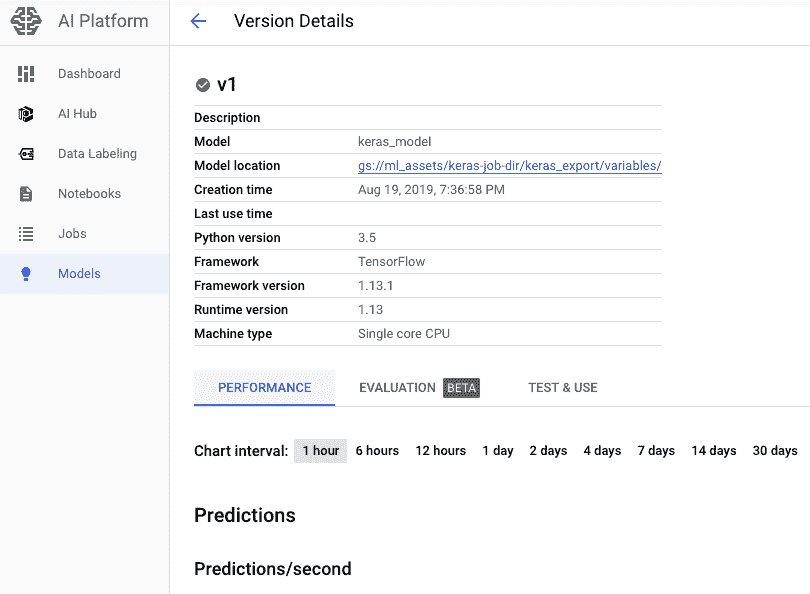 AI Platform
Version Details
Dashboard
AI Hub
Data Labeling
Notebooks
Jobs
Models
v1
Description
Model keras_model
Model location gs://ml_assets/keras-job-dir/keras_export/variables/
Creation time Aug 19, 2019, 7:36:58 PM
Last use time
Python version 3.5
Framework TensorFlow
Framework version 1.13.1
Runtime version 1.13
Machine type Single core CPU
PERFORMANCE EVALUATION BETA TEST & USE
Chart interval: 1 hour 6 hours 12 hours 1 day 2 days 4 days 7 days 14 days 30 days
Predictions
Predictions/second